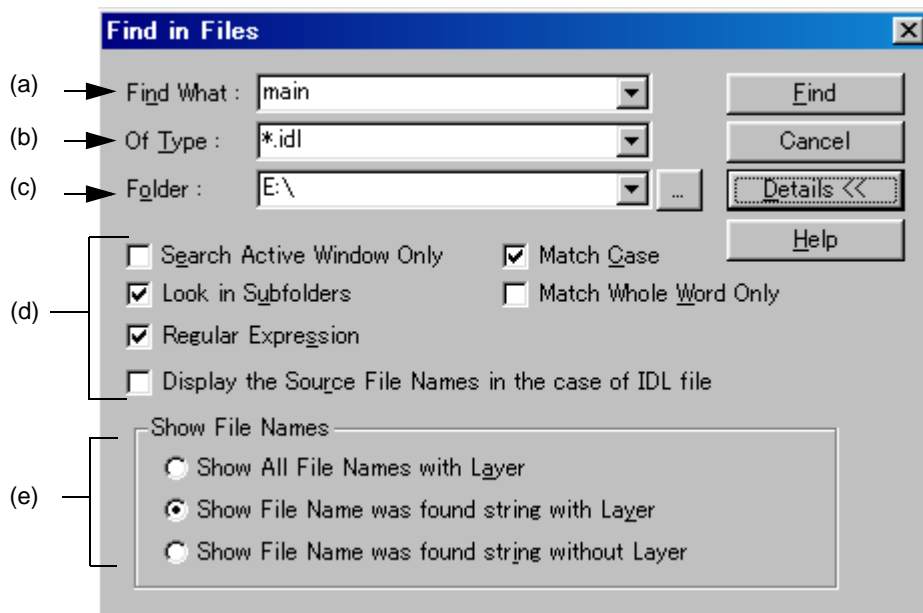 Find in Files
(a) Find What : main Find
(b) Of Type : *.idl Cancel
(c) Folder : E:\ ... Details <<
Help
(d)
Search Active Window Only Match Case
Look in Subfolders Match Whole Word Only
Regular Expression
Display the Source File Names in the case of IDL file
(e)
Show File Names
Show All File Names with Layer
Show File Name was found string with Layer
Show File Name was found string without Layer